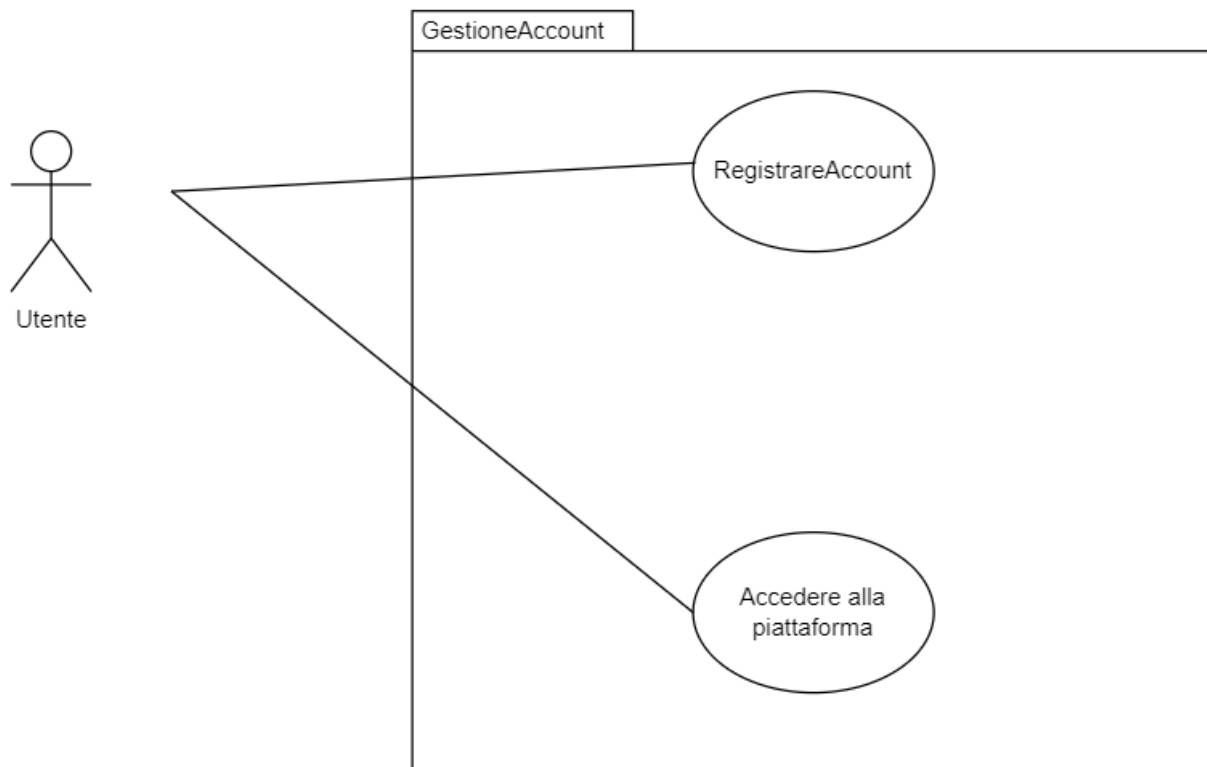 GestioneAccount
RegistrareAccount
Utente
Accedere alla
piattaforma